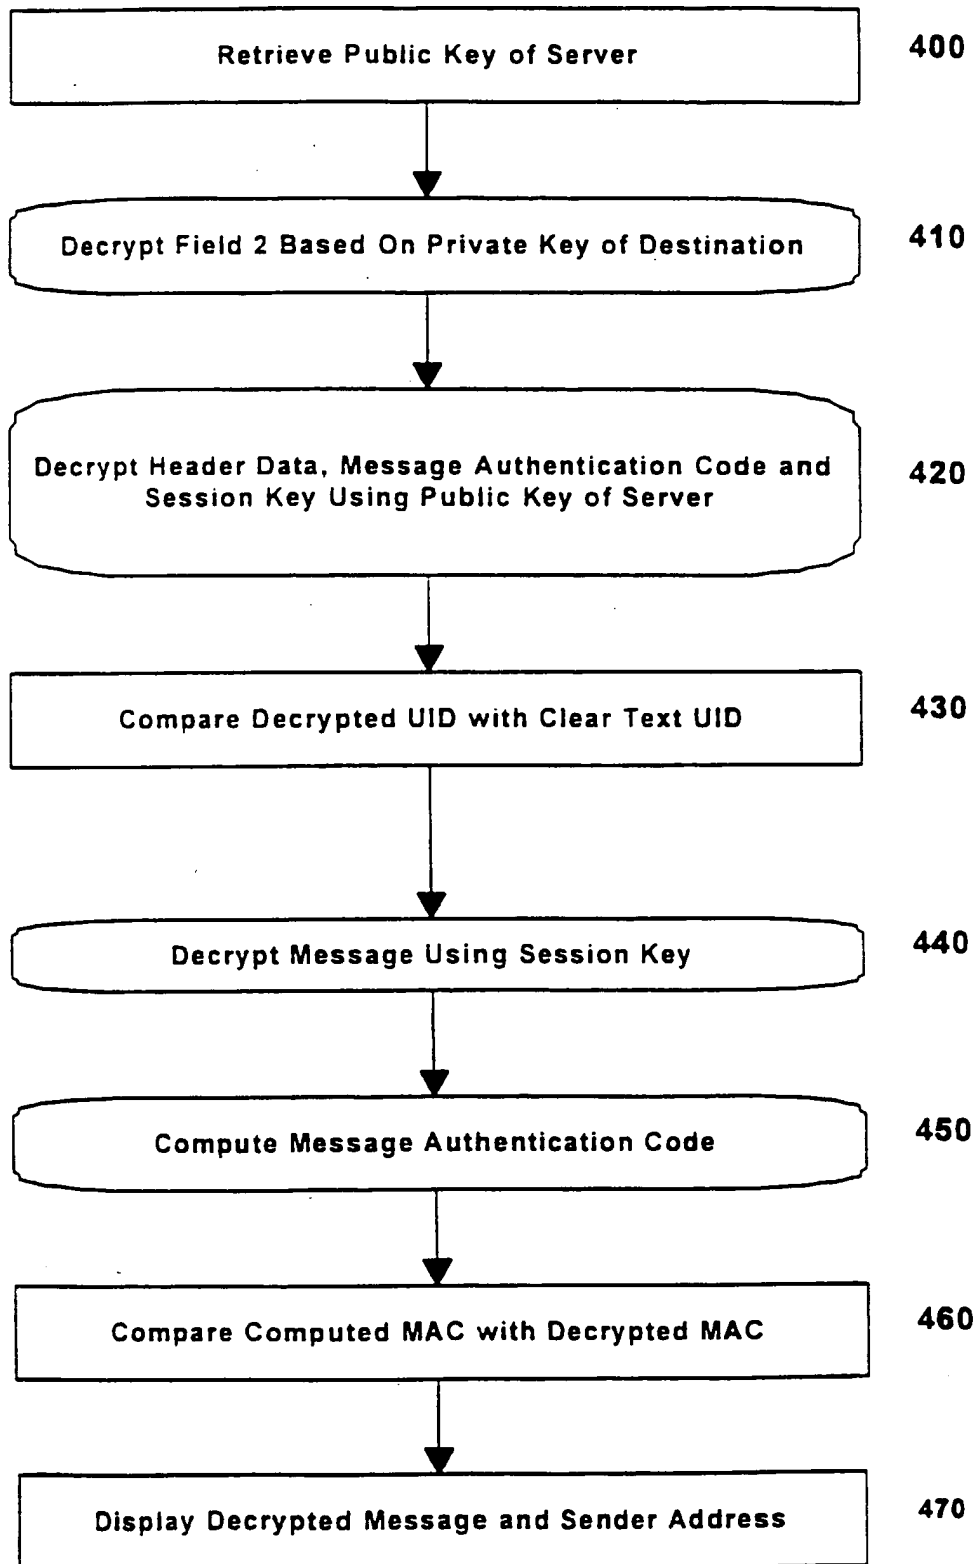 Retrieve Public Key of Server
400
Decrypt Field 2 Based On Private Key of Destination
410
Decrypt Header Data, Message Authentication Code and
Session Key Using Public Key of Server
420
Compare Decrypted UID with Clear Text UID
430
Decrypt Message Using Session Key
440
Compute Message Authentication Code
450
Compare Computed MAC with Decrypted MAC
460
Display Decrypted Message and Sender Address
470